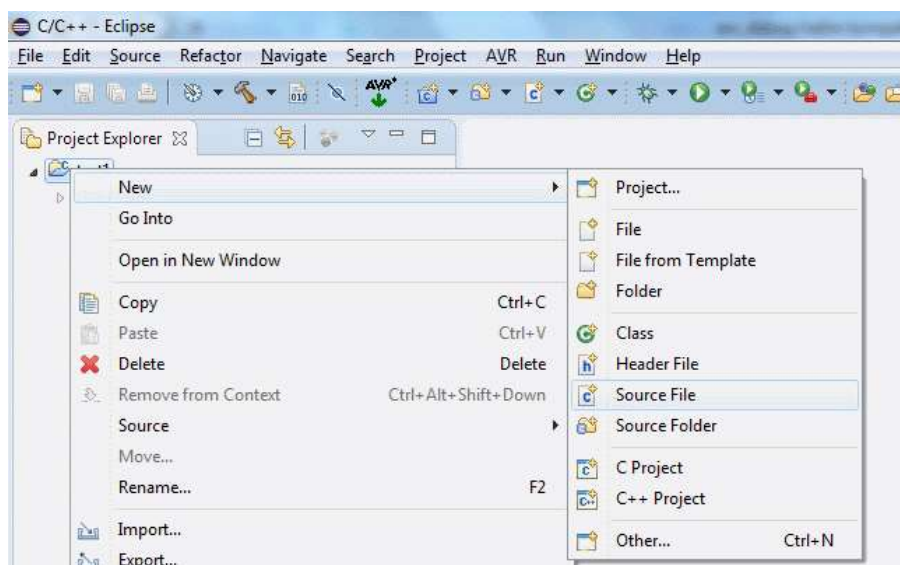 C/C++ - Eclipse
File Edit Source Refactor Navigate Search Project AVR Run Window Help
010 AVR
Project Explorer
New
Go Into
Open in New Window
Copy Ctrl+C
Paste Ctrl+V
Delete Delete
Remove from Context Ctrl+Alt+Shift+Down
Source
Move...
Rename... F2
Import...
Export...
Project...
File
File from Template
Folder
Class
Header File
Source File
Source Folder
C Project
C++ Project
Other... Ctrl+N